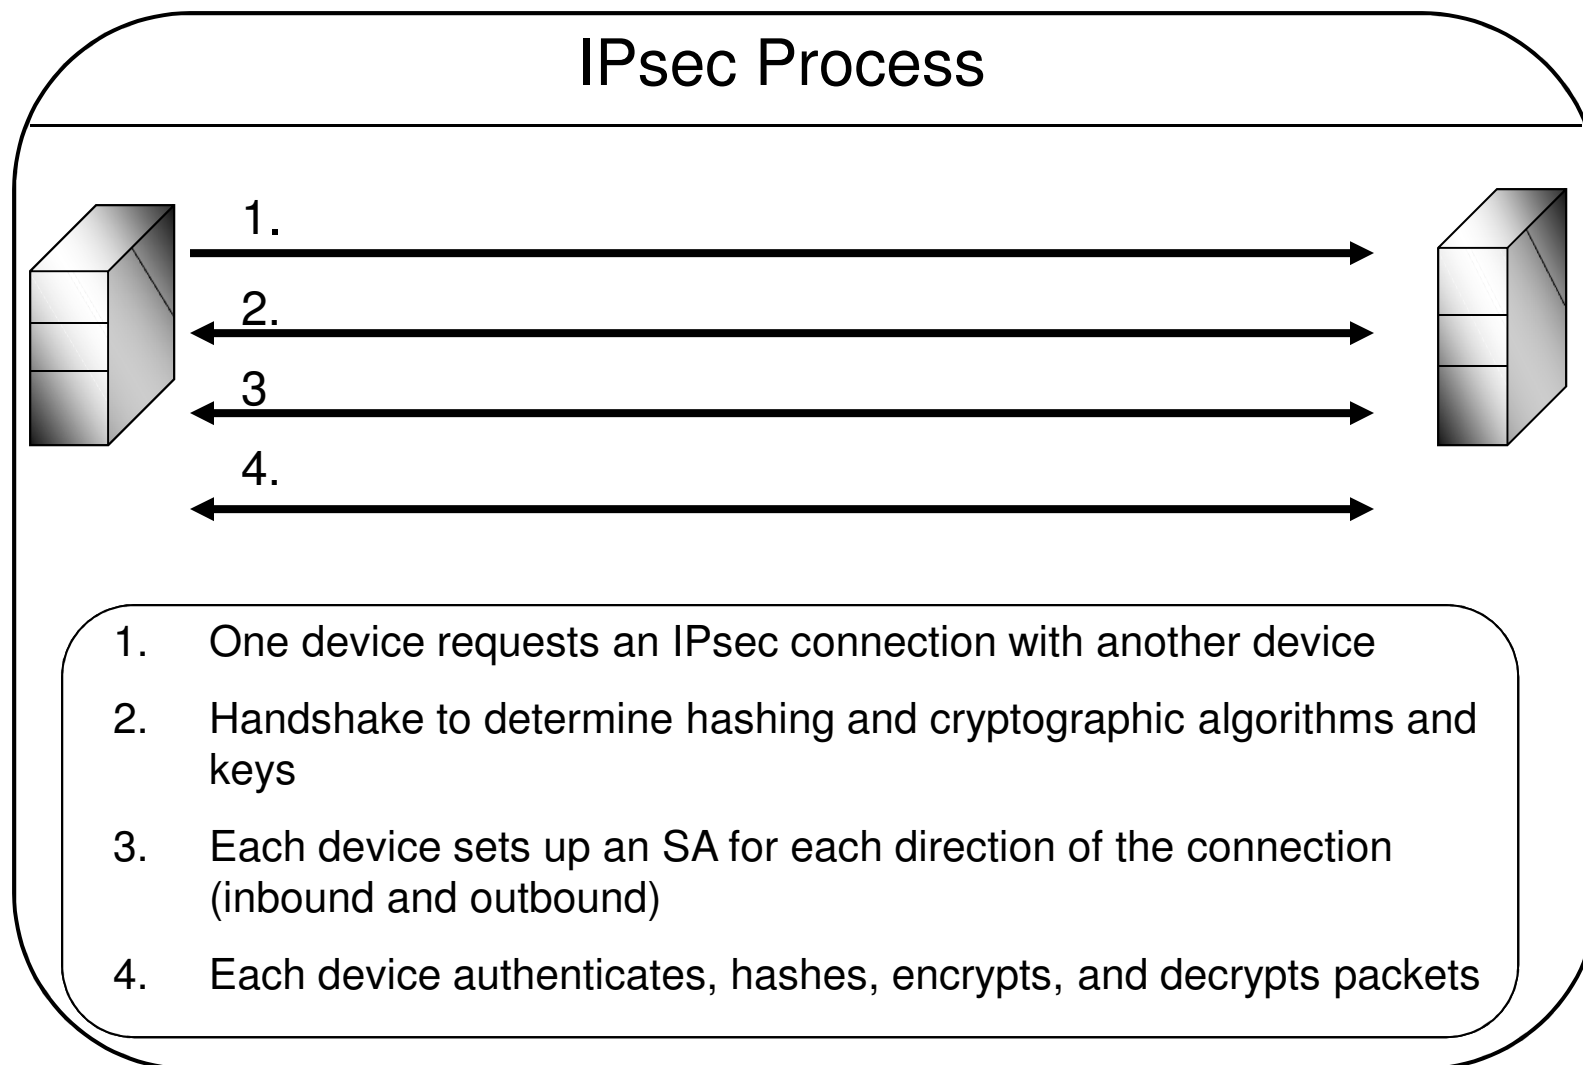 IPsec Process
1.
2.
3
4.
1. One device requests an IPsec connection with another device
2. Handshake to determine hashing and cryptographic algorithms and
keys
3. Each device sets up an SA for each direction of the connection
(inbound and outbound)
4. Each device authenticates, hashes, encrypts, and decrypts packets